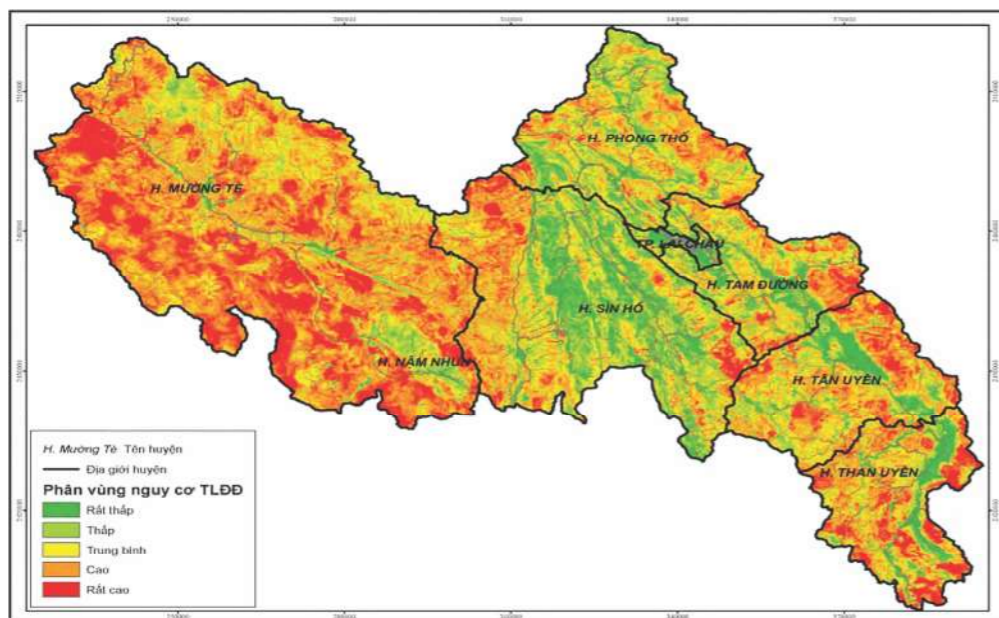 H. PHONG THỔ
H. MƯỜNG TÈ
TP. LAI CHÂU
H. TAM ĐƯỜNG
H. SÌN HỒ
H. NẬM NHÙN
H. TÂN UYÊN
H. THAN UYÊN
H. Mường Tè Tên huyện
Địa giới huyện
Phân vùng nguy cơ TLĐĐ
Rất thấp
Thấp
Trung bình
Cao
Rất cao